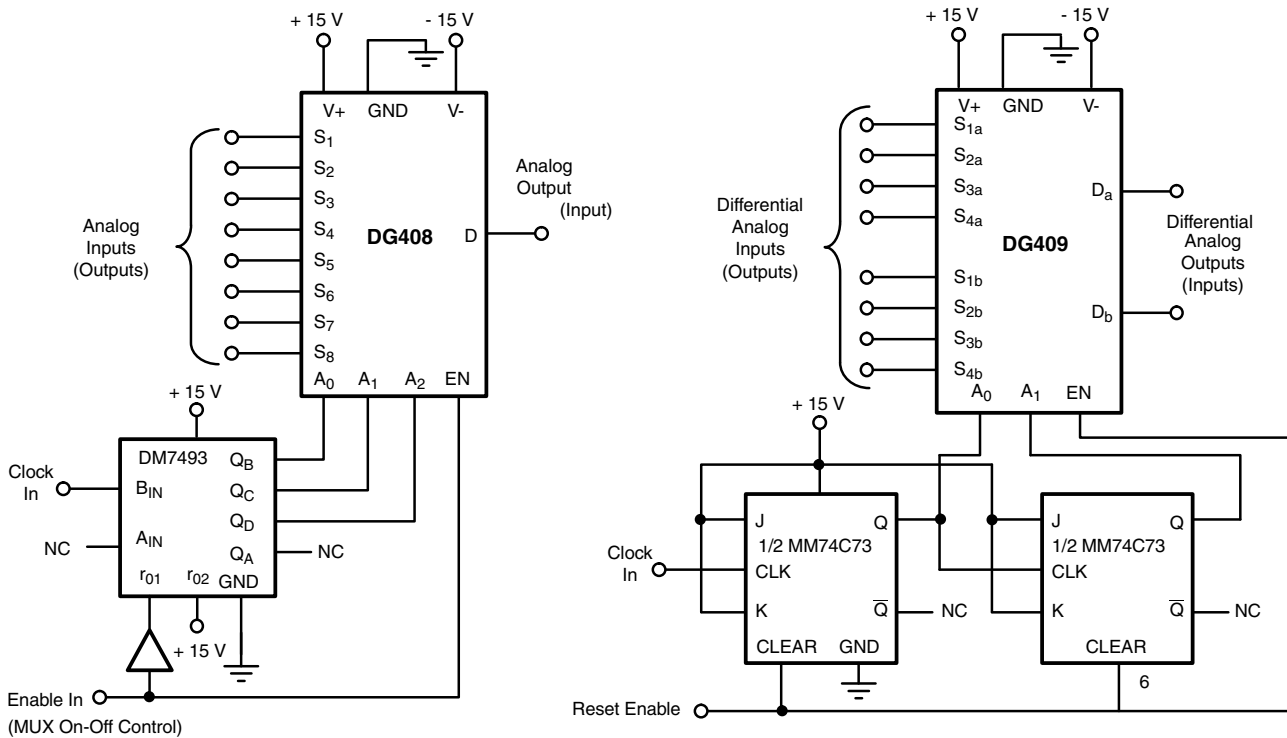 + 15 V
- 15 V
V+
GND
V-
S1
S2
S3
S4
S5
S6
S7
S8
Analog
Inputs
(Outputs)
DG408
D
Analog
Output
(Input)
A0
A1
A2
EN
+ 15 V
DM7493
Clock
In
BIN
AIN
NC
QB
QC
QD
QA
NC
r01
r02
GND
+ 15 V
Enable In
(MUX On-Off Control)
+ 15 V
- 15 V
V+
GND
V-
S1a
S2a
S3a
S4a
S1b
S2b
S3b
S4b
Differential
Analog
Inputs
(Outputs)
DG409
Da
Db
Differential
Analog
Outputs
(Inputs)
A0
A1
EN
+ 15 V
J
Q
1/2 MM74C73
Clock
In
CLK
K
Q̅
NC
CLEAR
GND
J
Q
1/2 MM74C73
CLK
K
Q̅
NC
CLEAR
6
Reset Enable